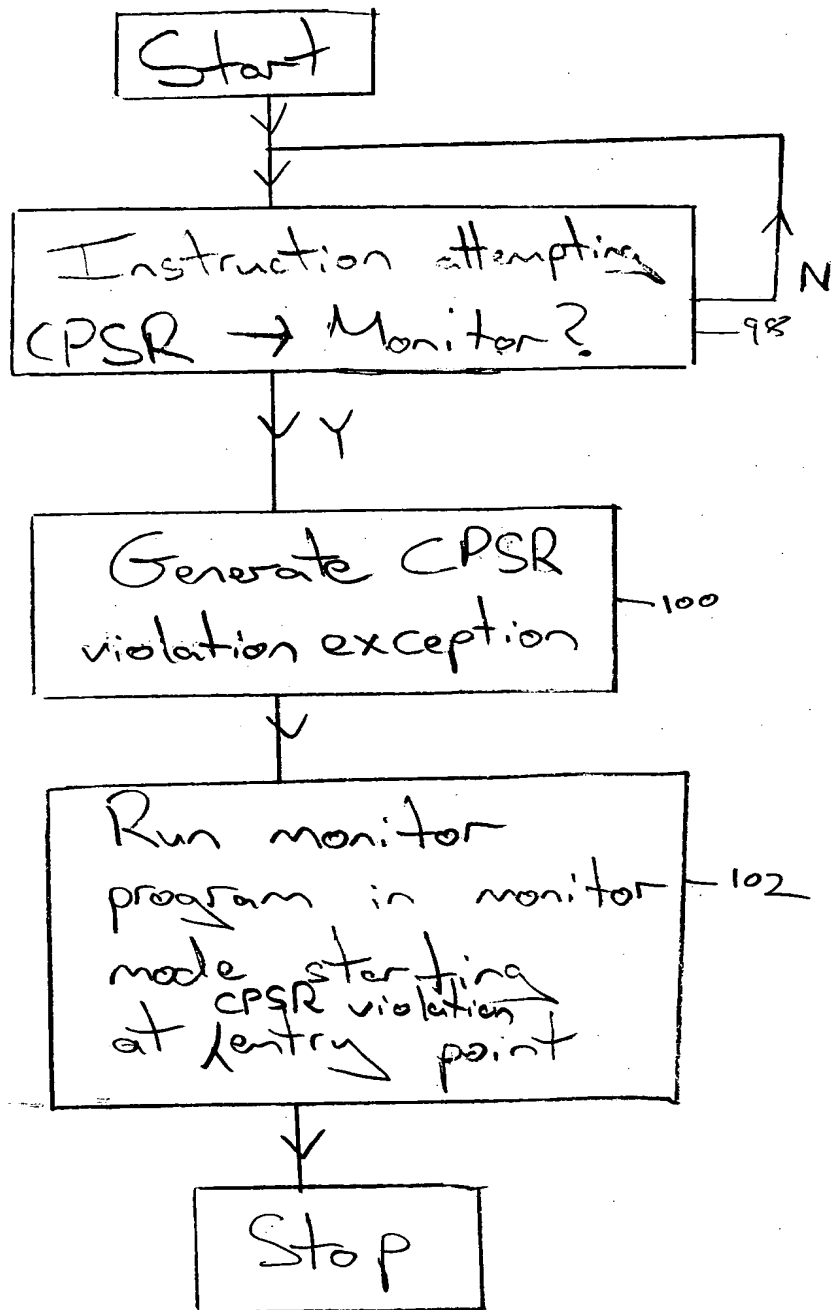 Start
Instruction attempting
N
CPSR → Monitor?
98
Y
Generate CPSR
100
violation exception
Run monitor
program in monitor
102
mode starting
CPSR violation
at entry point
Stop